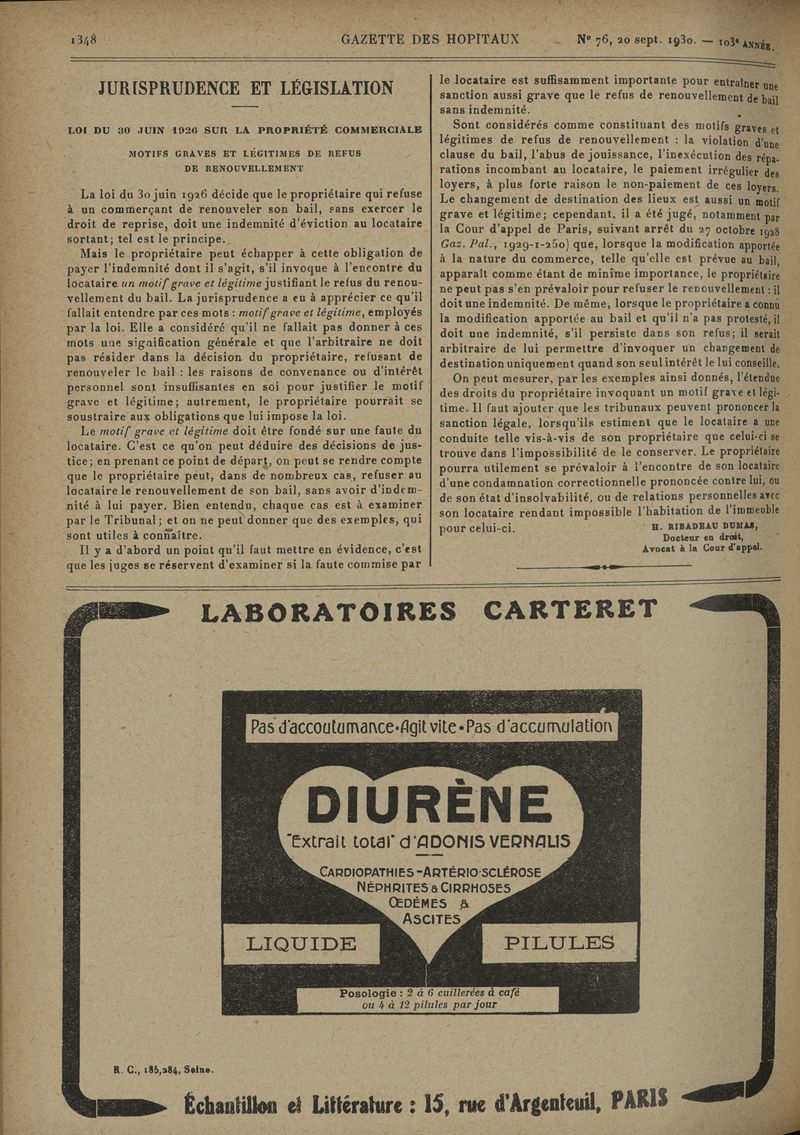 1348
GAZETTE DES HOPITAUX
N° 76, 20 sept. 1930. — 103e ANNÉE.
JURISPRUDENCE ET LÉGISLATION
LOI DU 30 JUIN 1926 SUR LA PROPRIÉTÉ COMMERCIALE
MOTIFS GRAVES ET LÉGITIMES DE REFUS
DE RENOUVELLEMENT
La loi du 30 juin 1926 décide que le propriétaire qui refuse
à un commerçant de renouveler son bail, sans exercer le
droit de reprise, doit une indemnité d'éviction au locataire
sortant; tel est le principe.
Mais le propriétaire peut échapper à cette obligation de
payer l'indemnité dont il s'agit, s'il invoque à l'encontre du
locataire un motif grave et légitime justifiant le refus du renou-
vellement du bail. La jurisprudence a eu à apprécier ce qu'il
fallait entendre par ces mots : motif grave et légitime, employés
par la loi. Elle a considéré qu'il ne fallait pas donner à ces
mots une signification générale et que l'arbitraire ne doit
pas résider dans la décision du propriétaire, refusant de
renouveler le bail : les raisons de convenance ou d'intérêt
personnel sont insuffisantes en soi pour justifier le motif
grave et légitime; autrement, le propriétaire pourrait se
soustraire aux obligations que lui impose la loi.
Le motif grave et légitime doit être fondé sur une faute du
locataire. C'est ce qu'on peut déduire des décisions de jus-
tice; en prenant ce point de départ, on peut se rendre compte
que le propriétaire peut, dans de nombreux cas, refuser au
locataire le renouvellement de son bail, sans avoir d'indem-
nité à lui payer. Bien entendu, chaque cas est à examiner
par le Tribunal; et on ne peut donner que des exemples, qui
sont utiles à connaître.
Il y a d'abord un point qu'il faut mettre en évidence, c'est
que les juges se réservent d'examiner si la faute commise par
le locataire est suffisamment importante pour entraîner une
sanction aussi grave que le refus de renouvellement de bail
sans indemnité.
Sont considérés comme constituant des motifs graves et
légitimes de refus de renouvellement : la violation d'une
clause du bail, l'abus de jouissance, l'inexécution des répa-
rations incombant au locataire, le paiement irrégulier des
loyers, à plus forte raison le non-paiement de ces loyers.
Le changement de destination des lieux est aussi un motif
grave et légitime; cependant, il a été jugé, notamment par
la Cour d'appel de Paris, suivant arrêt du 27 octobre 1928
Gaz. Pal., 1929-1-250) que, lorsque la modification apportée
à la nature du commerce, telle qu'elle est prévue au bail,
apparaît comme étant de minime importance, le propriétaire
ne peut pas s'en prévaloir pour refuser le renouvellement : il
doit une indemnité. De même, lorsque le propriétaire a connu
la modification apportée au bail et qu'il n'a pas protesté, il
doit une indemnité, s'il persiste dans son refus; il serait
arbitraire de lui permettre d'invoquer un changement de
destination uniquement quand son seul intérêt le lui conseille.
On peut mesurer, par les exemples ainsi donnés, l'étendue
des droits du propriétaire invoquant un motif grave et légi-
time. Il faut ajouter que les tribunaux peuvent prononcer la
sanction légale, lorsqu'ils estiment que le locataire a une
conduite telle vis-à-vis de son propriétaire que celui-ci se
trouve dans l'impossibilité de le conserver. Le propriétaire
pourra utilement se prévaloir à l'encontre de son locataire
d'une condamnation correctionnelle prononcée contre lui, ou
de son état d'insolvabilité, ou de relations personnelles avec
son locataire rendant impossible l'habitation de l'immeuble
pour celui-ci.
H. RIBADEAU DUMAS,
Docteur en droit,
Avocat à la Cour d'appel.
LABORATOIRES CARTERET
Pas d'accoutumance · Agit vite - Pas d'accumulation
DIURÈNE
"Extrait total" d'ADONIS VERNALIS
CARDIOPATHIES - ARTÉRIO-SCLÉROSE
NÉPHRITES & CIRRHOSES
ŒDÈMES &
ASCITES
LIQUIDE
PILULES
Posologie : 2 à 6 cuillerées à café
ou 4 à 12 pilules par jour
R. C., 185,284, Seine.
Échantillon et Littérature : 15, rue d'Argenteuil, PARIS